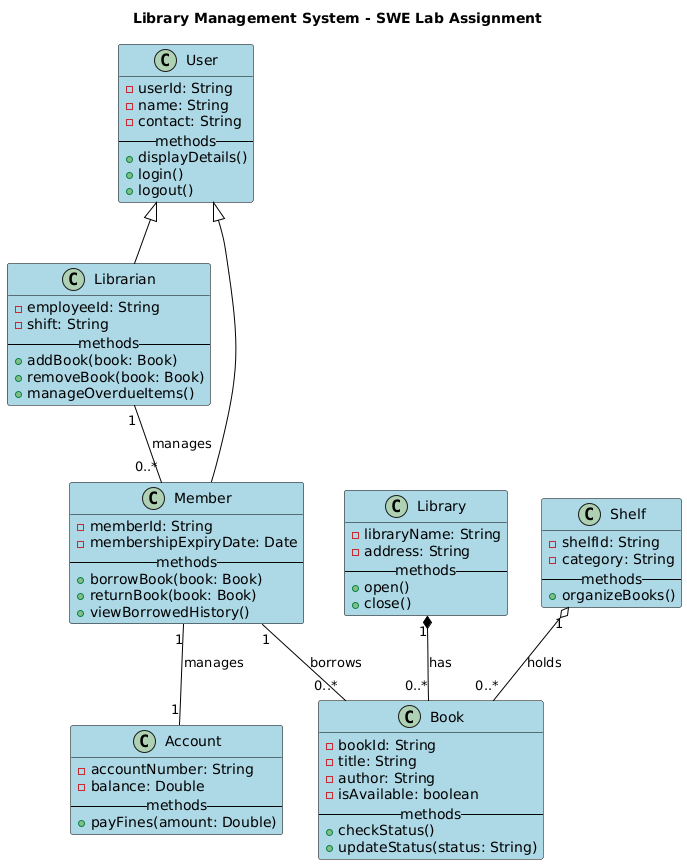 Library Management System - SWE Lab Assignment
C User
userId: String
name: String
contact: String
methods
displayDetails()
login()
logout()
C Librarian
employeeId: String
shift: String
methods
addBook(book: Book)
removeBook(book: Book)
manageOverdueItems()
1
manages
0..*
C Member
memberId: String
membershipExpiryDate: Date
methods
borrowBook(book: Book)
returnBook(book: Book)
viewBorrowedHistory()
C Library
libraryName: String
address: String
methods
open()
close()
C Shelf
shelfId: String
category: String
methods
organizeBooks()
1
manages
1
1
borrows
0..*
1
has
0..*
1
holds
0..*
C Account
accountNumber: String
balance: Double
methods
payFines(amount: Double)
C Book
bookId: String
title: String
author: String
isAvailable: boolean
methods
checkStatus()
updateStatus(status: String)